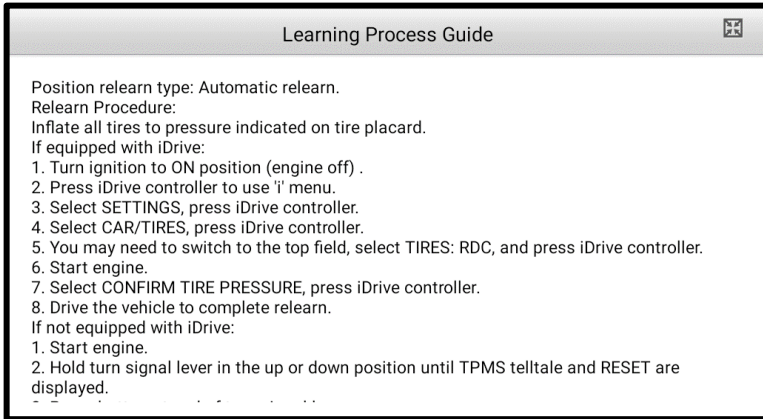 Learning Process Guide
Position relearn type: Automatic relearn.
Relearn Procedure:
Inflate all tires to pressure indicated on tire placard.
If equipped with iDrive:
1. Turn ignition to ON position (engine off) .
2. Press iDrive controller to use 'i' menu.
3. Select SETTINGS, press iDrive controller.
4. Select CAR/TIRES, press iDrive controller.
5. You may need to switch to the top field, select TIRES: RDC, and press iDrive controller.
6. Start engine.
7. Select CONFIRM TIRE PRESSURE, press iDrive controller.
8. Drive the vehicle to complete relearn.
If not equipped with iDrive:
1. Start engine.
2. Hold turn signal lever in the up or down position until TPMS telltale and RESET are
displayed.